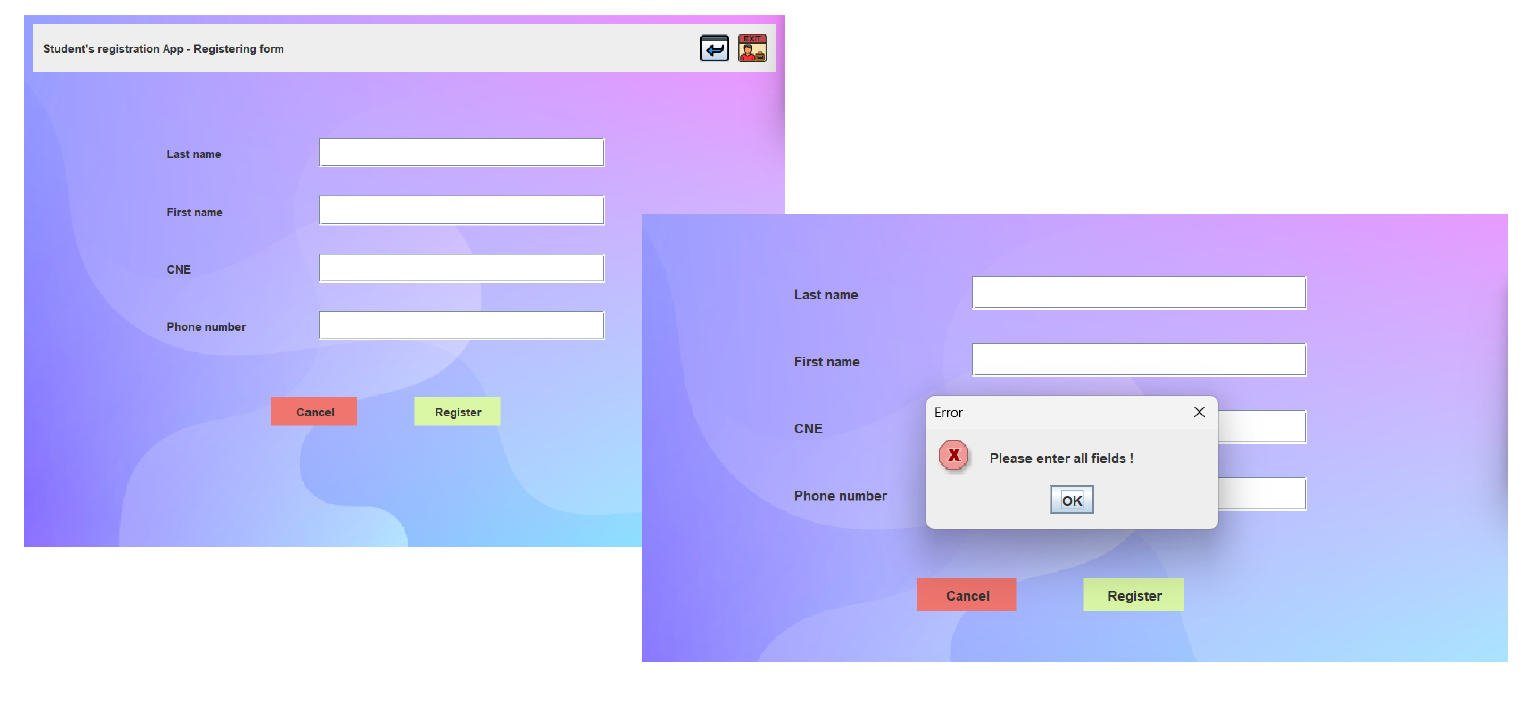 Student's registration App - Registering form
EXIT
Last name
First name
CNE
Phone number
Cancel
Register
Last name
First name
CNE
Phone number
Error
X
Please enter all fields !
OK
Cancel
Register